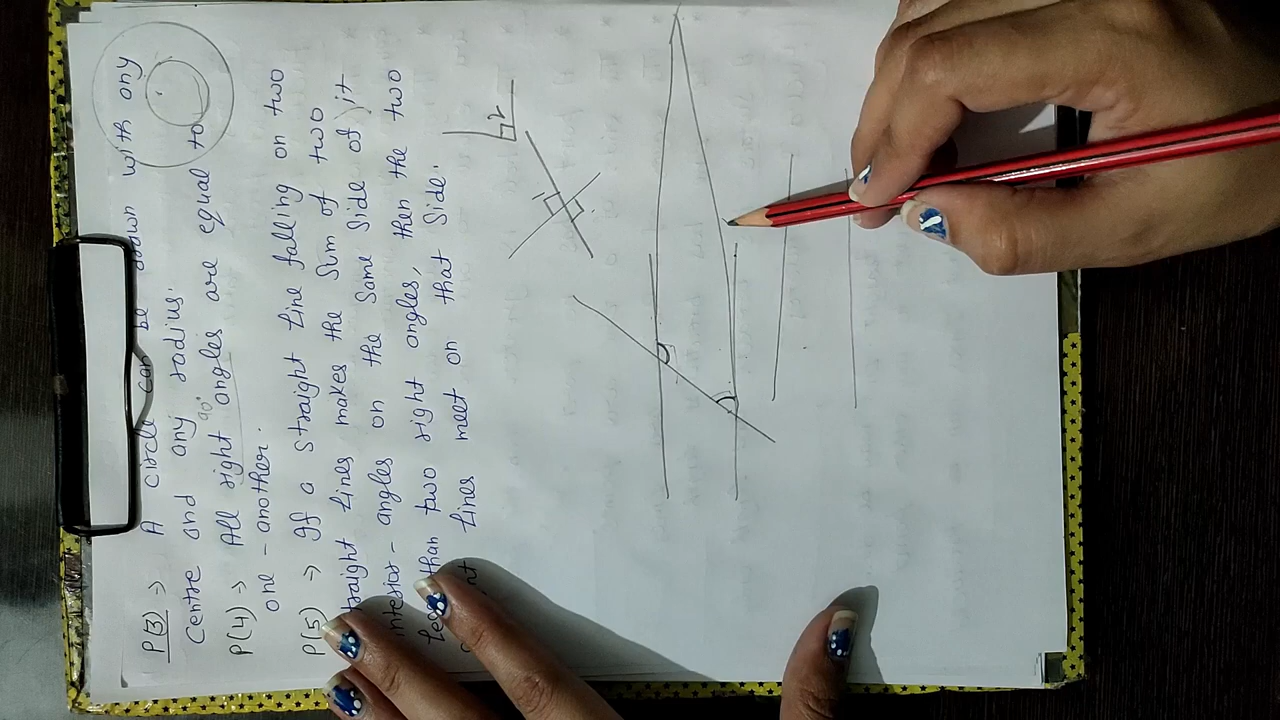 P(3) → A circle can be drawn with any
Centre and any radius.
P(4) → All right angles are equal to
90°
one - another.
P(5) → If a straight line falling on two
straight lines makes the sum of two
interior - angles on the same side of it
less than two right angles, then the two
lines meet on that side.